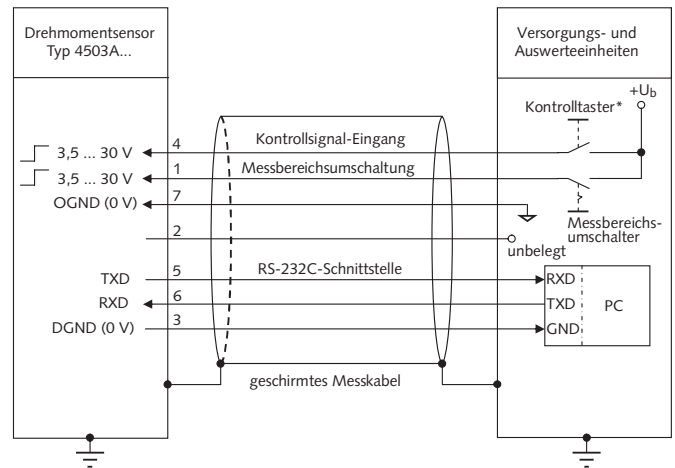 Drehmomentsensor
Typ 4503A...
Versorgungs- und
Auswerteeinheiten
+Ub
Kontrolltaster*
3,5 ... 30 V
4
Kontrollsignal-Eingang
3,5 ... 30 V
1
Messbereichsumschaltung
OGND (0 V)
7
Messbereichs-
umschalter
2
unbelegt
TXD
5
RS-232C-Schnittstelle
RXD
RXD
6
TXD
PC
DGND (0 V)
3
GND
geschirmtes Messkabel